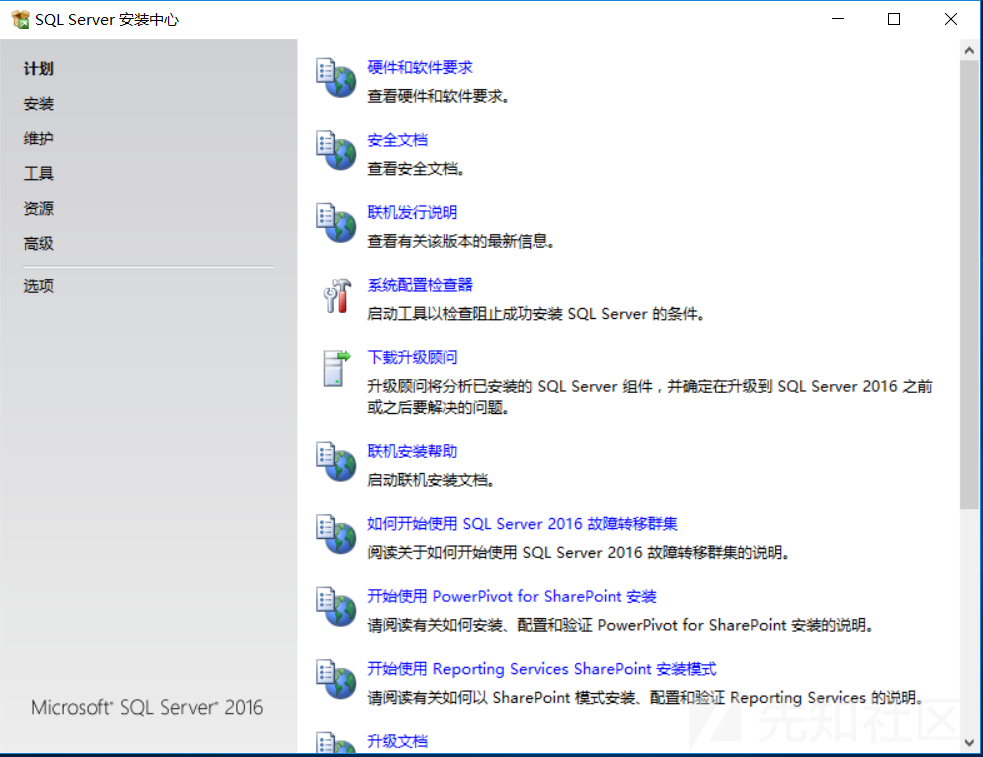 SQL Server 安装中心
计划
安装
维护
工具
资源
高级
选项
硬件和软件要求
查看硬件和软件要求。
安全文档
查看安全文档。
联机发行说明
查看有关该版本的最新信息。
系统配置检查器
启动工具以检查阻止成功安装 SQL Server 的条件。
下载升级顾问
升级顾问将分析已安装的 SQL Server 组件，并确定在升级到 SQL Server 2016 之前
或之后要解决的问题。
联机安装帮助
启动联机安装文档。
如何开始使用 SQL Server 2016 故障转移群集
阅读关于如何开始使用 SQL Server 2016 故障转移群集的说明。
开始使用 PowerPivot for SharePoint 安装
请阅读有关如何安装、配置和验证 PowerPivot for SharePoint 安装的说明。
开始使用 Reporting Services SharePoint 安装模式
请阅读有关如何以 SharePoint 模式安装、配置和验证 Reporting Services 的说明。
升级文档
Microsoft® SQL Server® 2016
先知社区